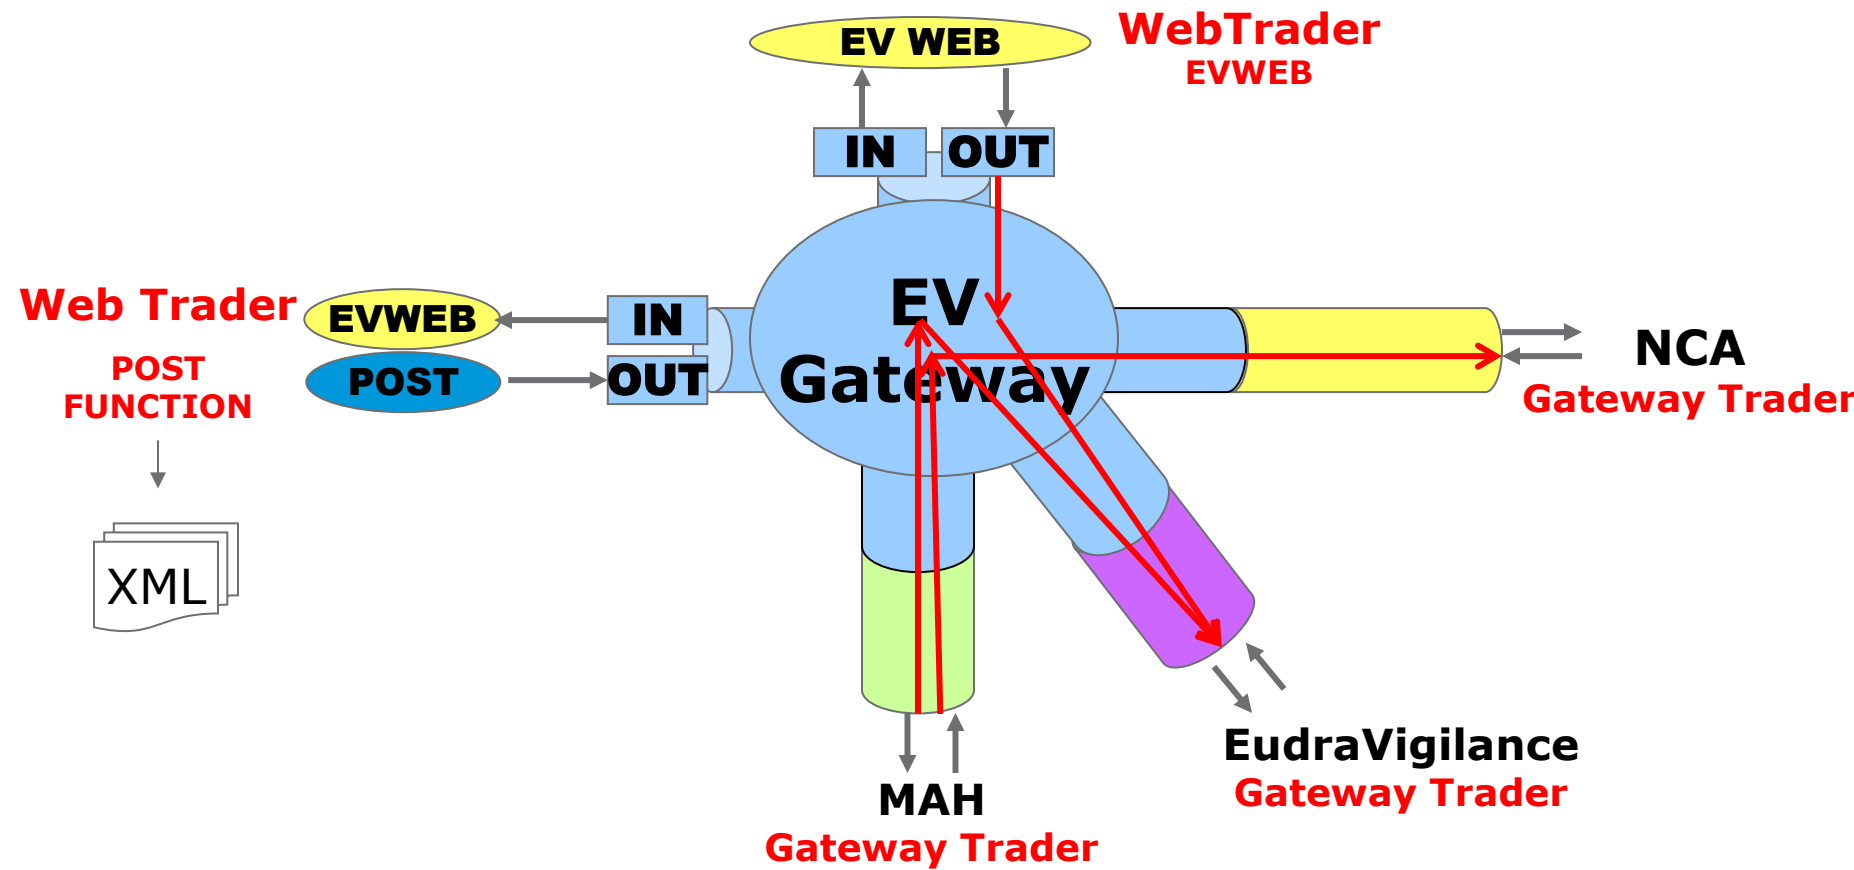 EV WEB
WebTrader
EVWEB
IN
OUT
Web Trader
EVWEB
IN
POST
FUNCTION
POST
OUT
EV
Gateway
NCA
Gateway Trader
XML
EudraVigilance
Gateway Trader
MAH
Gateway Trader